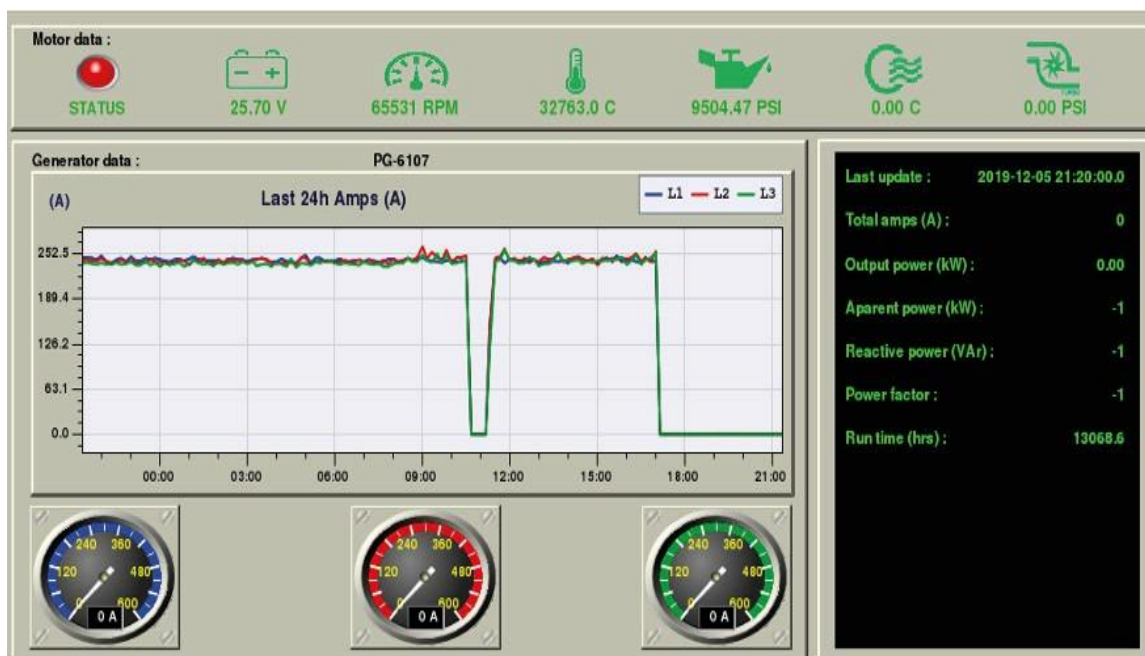 Motor data :
STATUS 25.70 V 65531 RPM 32763.0 C 9504.47 PSI 0.00 C TURBO 0.00 PSI
Generator data : PG-6107
(A) Last 24h Amps (A) L1 L2 L3
252.5
189.4
126.2
63.1
0.0
00:00 03:00 06:00 09:00 12:00 15:00 18:00 21:00
0 120 240 360 480 600
0 A
0 120 240 360 480 600
0 A
0 120 240 360 480 600
0 A
Last update : 2019-12-05 21:20:00.0
Total amps (A) : 0
Output power (kW) : 0.00
Aparent power (kW) : -1
Reactive power (VAr) : -1
Power factor : -1
Run time (hrs) : 13068.6